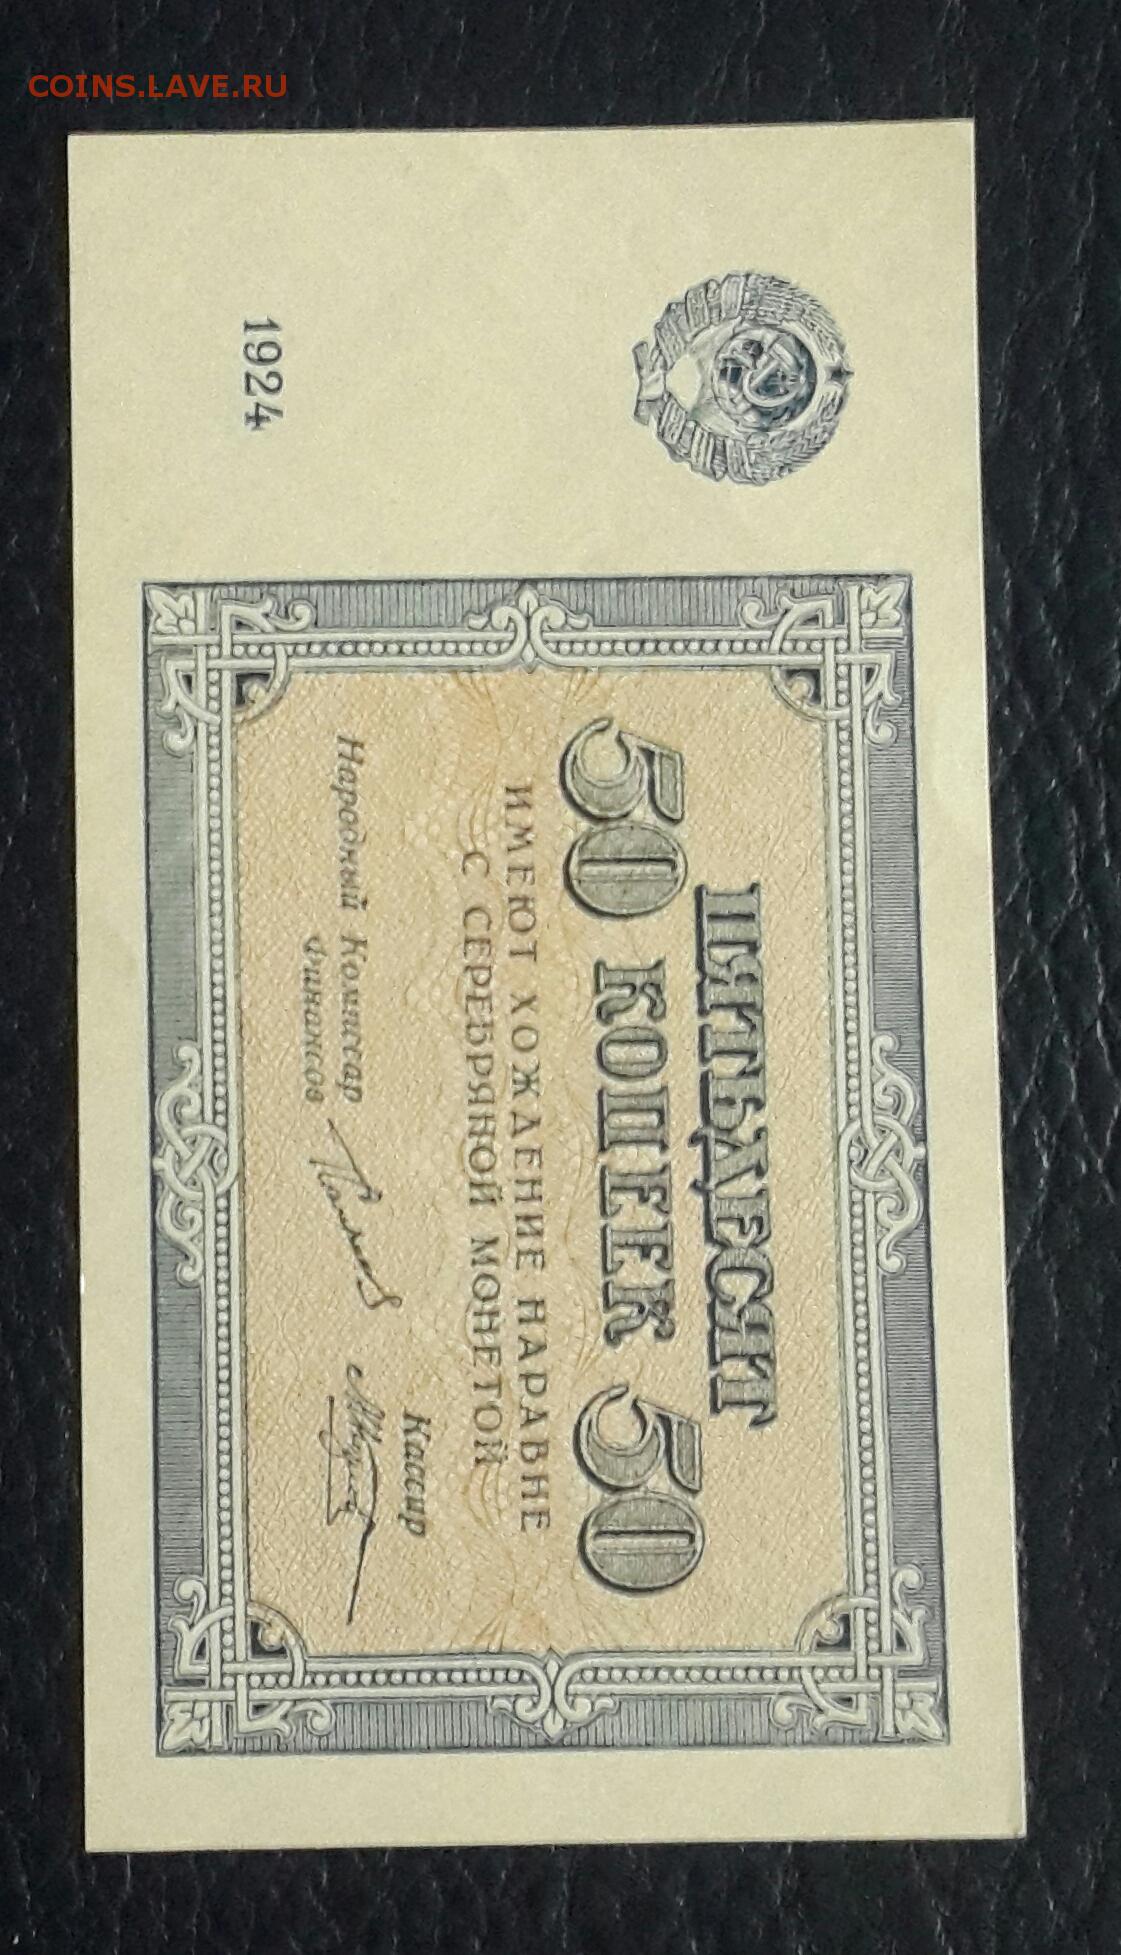 COINS.LAVE.RU
1924
ПЯТЬДЕСЯТ
50 КОПЕЕК 50
ИМЕЮТ ХОЖДЕНИЕ НАРАВНЕ
С СЕРЕБРЯНОЙ МОНЕТОЙ
Народный Комиссар
Финансов
Кассир